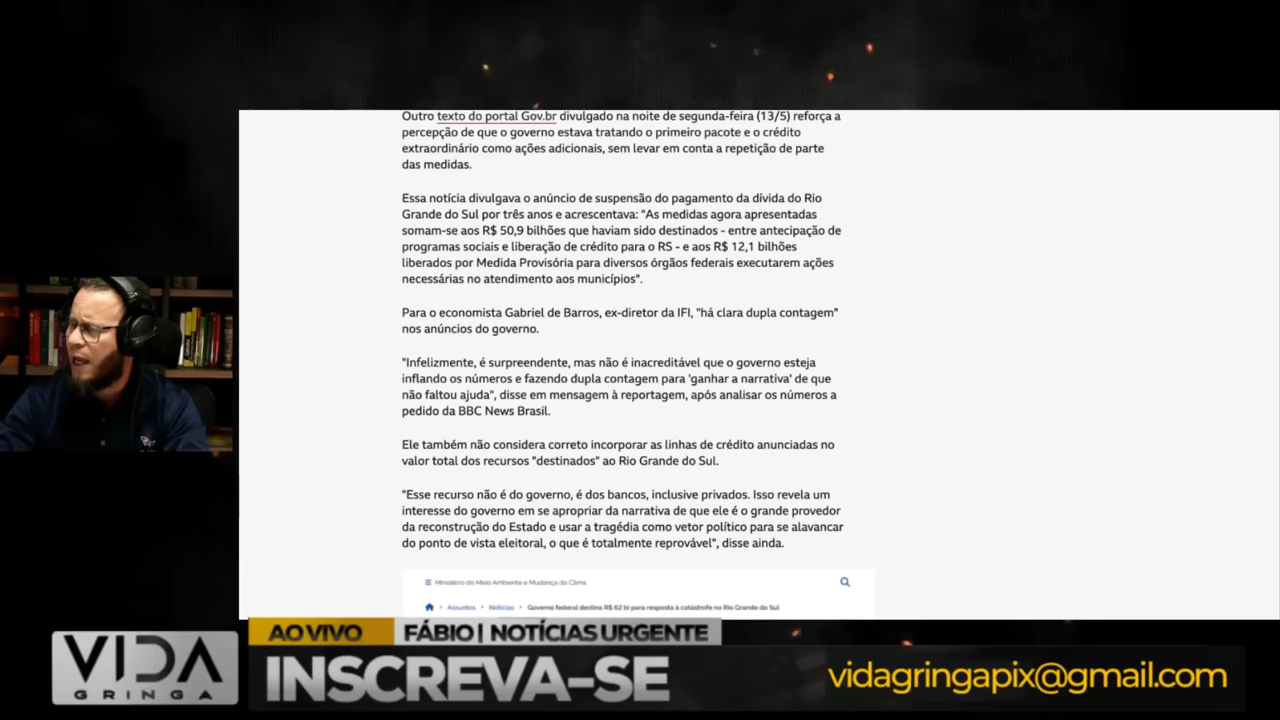 Outro texto do portal Gov.br divulgado na noite de segunda-feira (13/5) reforça a
percepção de que o governo estava tratando o primeiro pacote e o crédito
extraordinário como ações adicionais, sem levar em conta a repetição de parte
das medidas.
Essa notícia divulgava o anúncio de suspensão do pagamento da dívida do Rio
Grande do Sul por três anos e acrescentava: "As medidas agora apresentadas
somam-se aos R$ 50,9 bilhões que haviam sido destinados - entre antecipação de
programas sociais e liberação de crédito para o RS - e aos R$ 12,1 bilhões
liberados por Medida Provisória para diversos órgãos federais executarem ações
necessárias no atendimento aos municípios".
Para o economista Gabriel de Barros, ex-diretor da IFI, "há clara dupla contagem"
nos anúncios do governo.
"Infelizmente, é surpreendente, mas não é inacreditável que o governo esteja
inflando os números e fazendo dupla contagem para 'ganhar a narrativa' de que
não faltou ajuda", disse em mensagem à reportagem, após analisar os números a
pedido da BBC News Brasil.
Ele também não considera correto incorporar as linhas de crédito anunciadas no
valor total dos recursos "destinados" ao Rio Grande do Sul.
"Esse recurso não é do governo, é dos bancos, inclusive privados. Isso revela um
interesse do governo em se apropriar da narrativa de que ele é o grande provedor
da reconstrução do Estado e usar a tragédia como vetor político para se alavancar
do ponto de vista eleitoral, o que é totalmente reprovável", disse ainda.
Ministério do Meio Ambiente e Mudança do Clima
Assuntos > Notícias > Governo federal destina R$ 62 bi para resposta à catástrofe no Rio Grande do Sul
AO VIVO FÁBIO | NOTÍCIAS URGENTE
VIDA
GRINGA
INSCREVA-SE
vidagringapix@gmail.com